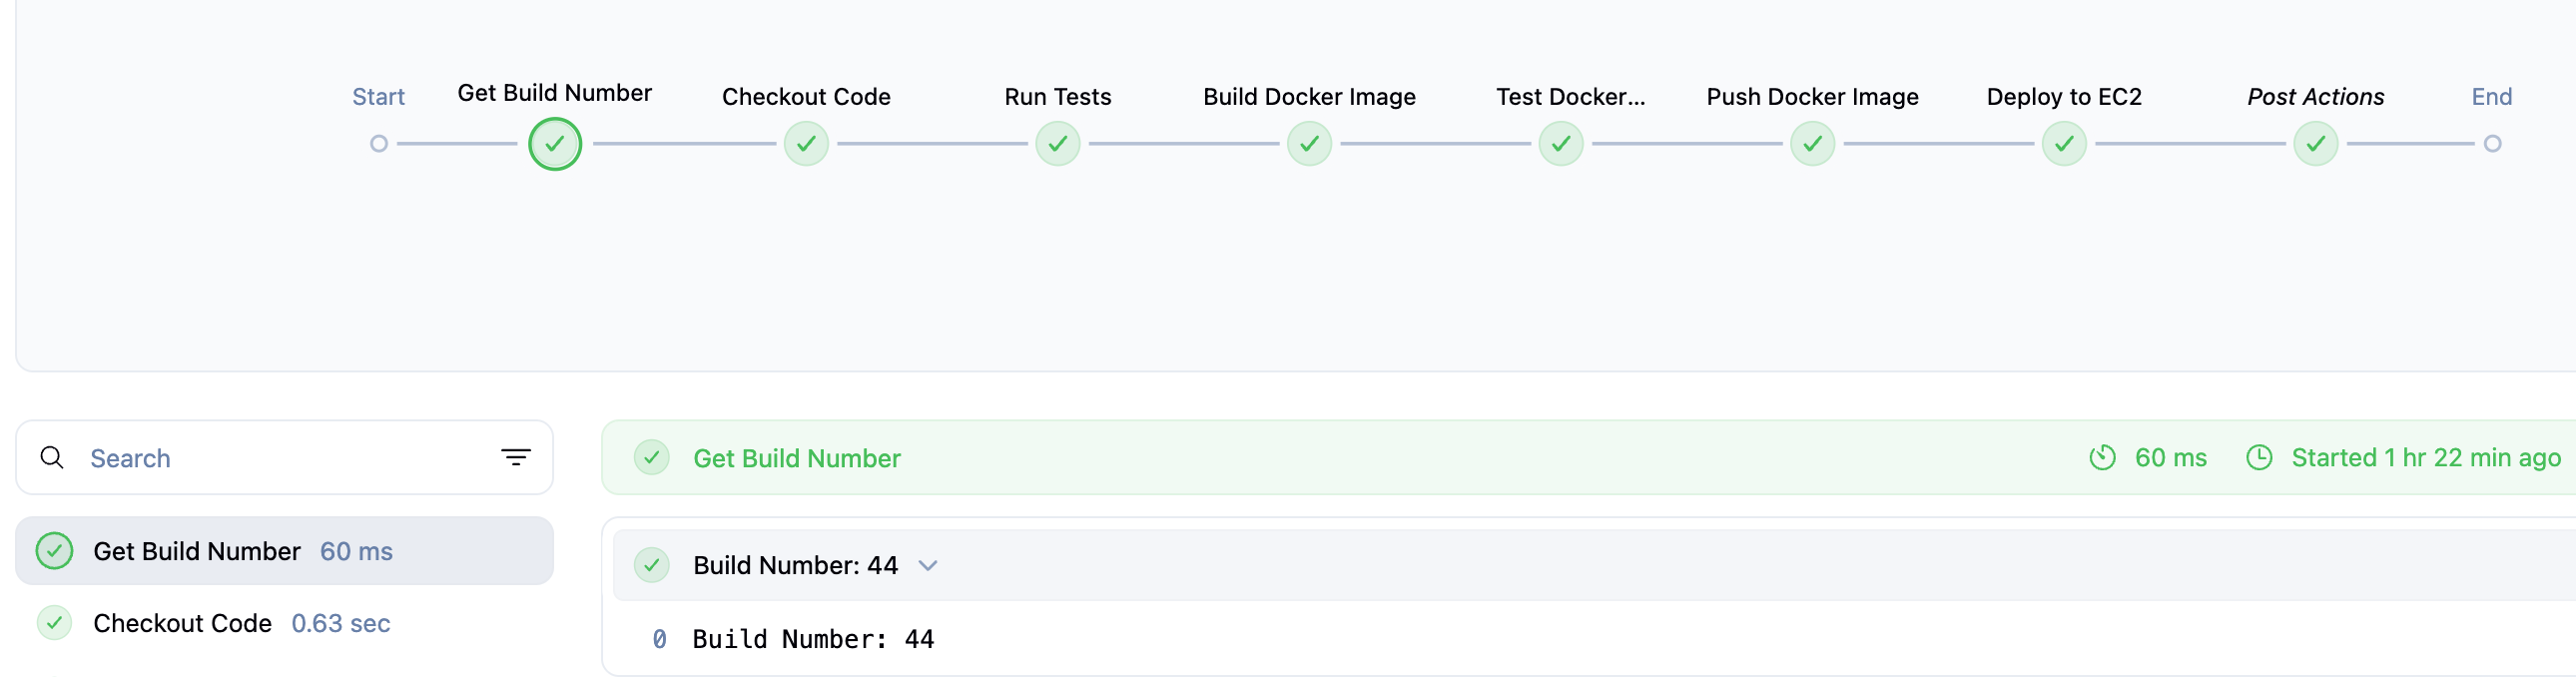 Start
Get Build Number
Checkout Code
Run Tests
Build Docker Image
Test Docker...
Push Docker Image
Deploy to EC2
Post Actions
End
Search
Get Build Number
60 ms
Started 1 hr 22 min ago
Get Build Number 60 ms
Build Number: 44
Checkout Code 0.63 sec
0 Build Number: 44